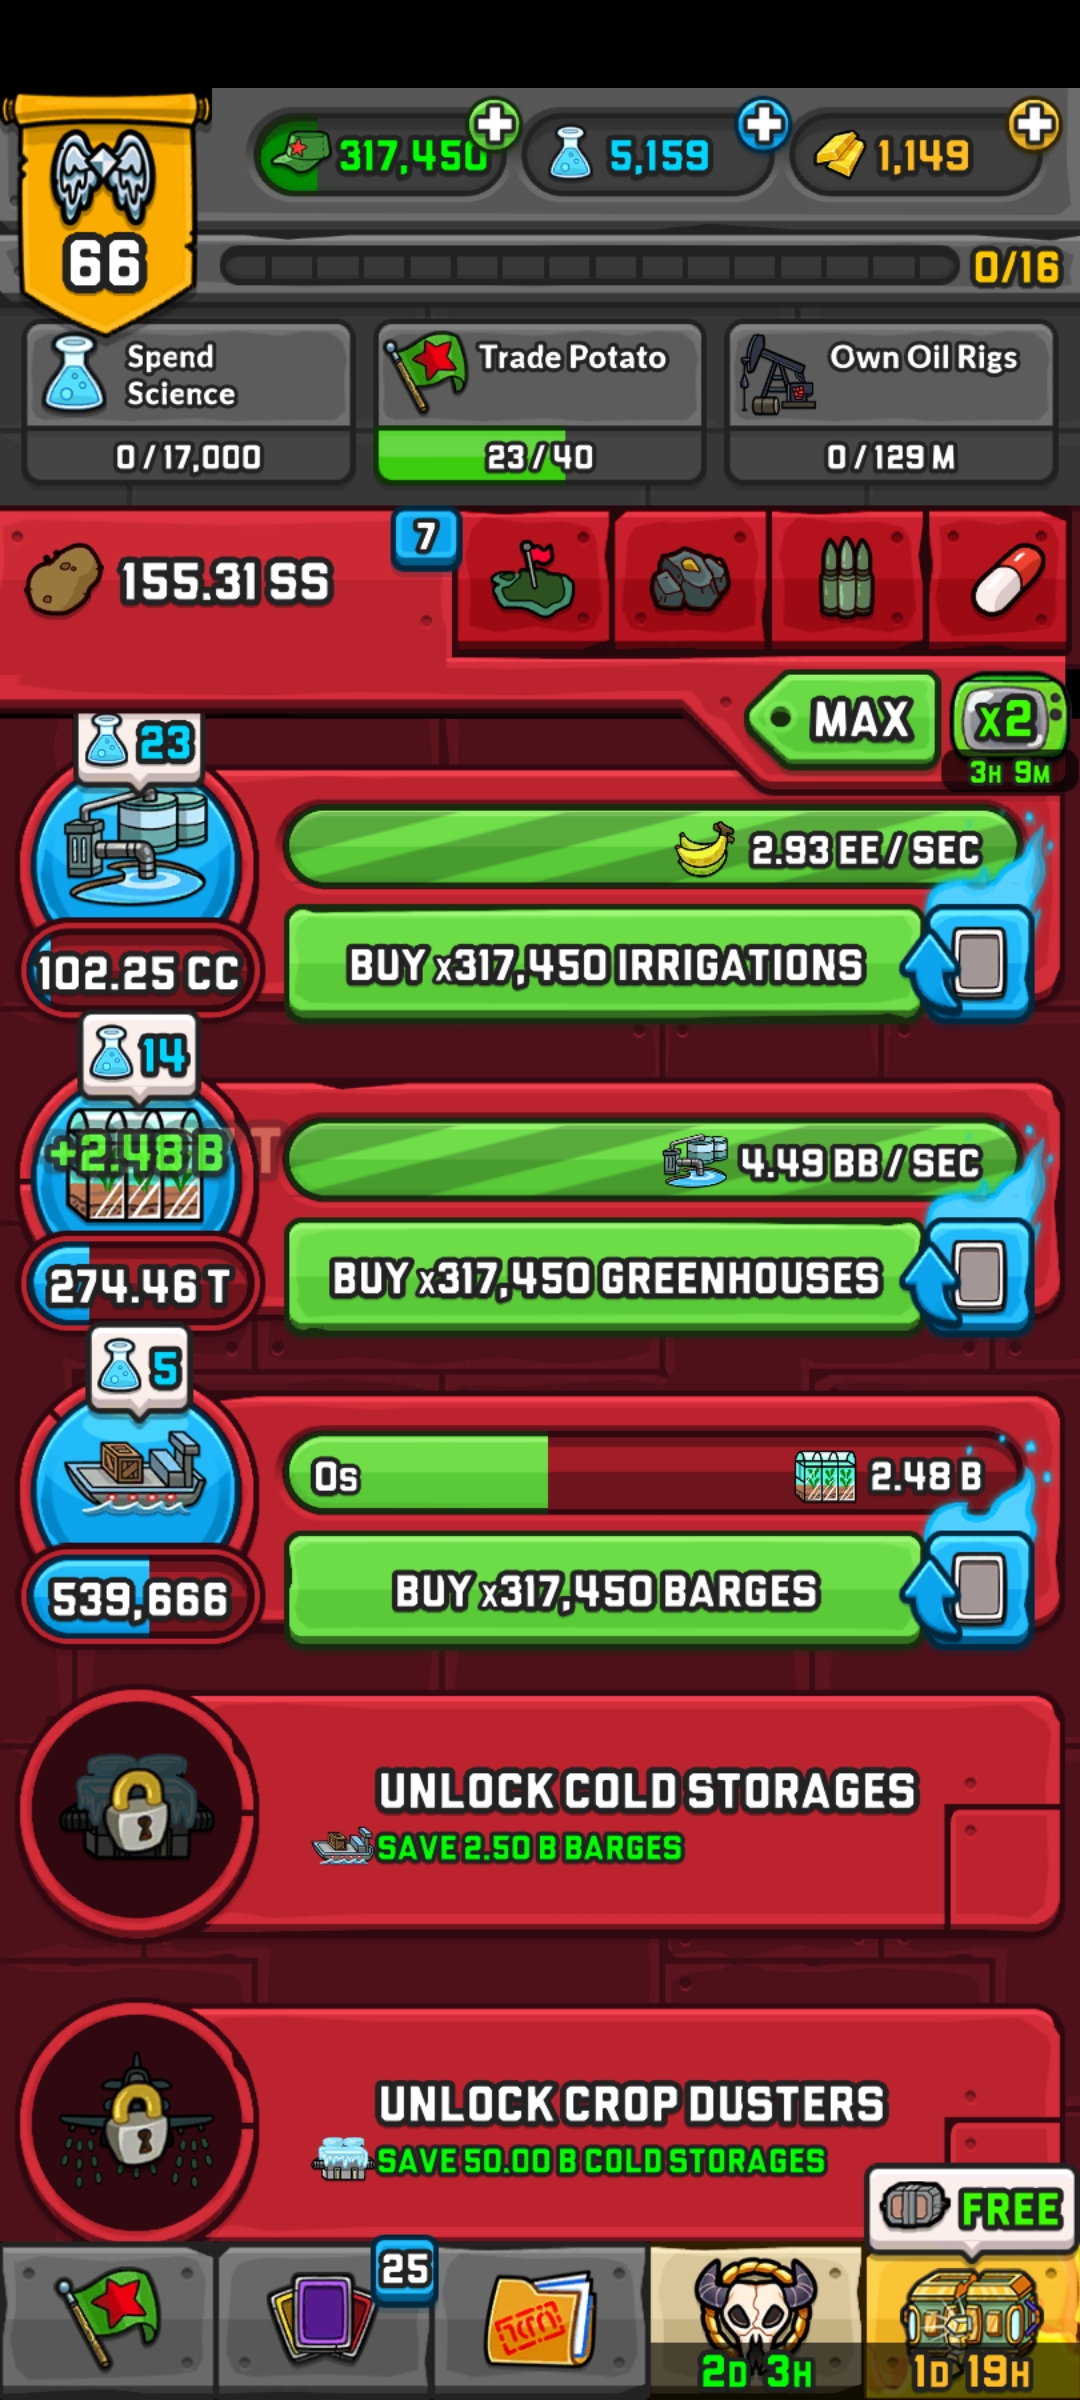 317,450
5,159
1,149
66
0/16
Spend
Science
0/17,000
Trade Potato
23/40
Own Oil Rigs
0/129 M
155.31 SS
7
MAX
x2
3H 9M
23
2.93 EE/SEC
102.25 CC
BUY x317,450 IRRIGATIONS
14
+2.48 B
4.49 BB/SEC
274.46 T
BUY x317,450 GREENHOUSES
5
0s
2.48 B
539,666
BUY x317,450 BARGES
UNLOCK COLD STORAGES
SAVE 2.50 B BARGES
UNLOCK CROP DUSTERS
SAVE 50.00 B COLD STORAGES
FREE
25
2D 3H
1D 19H